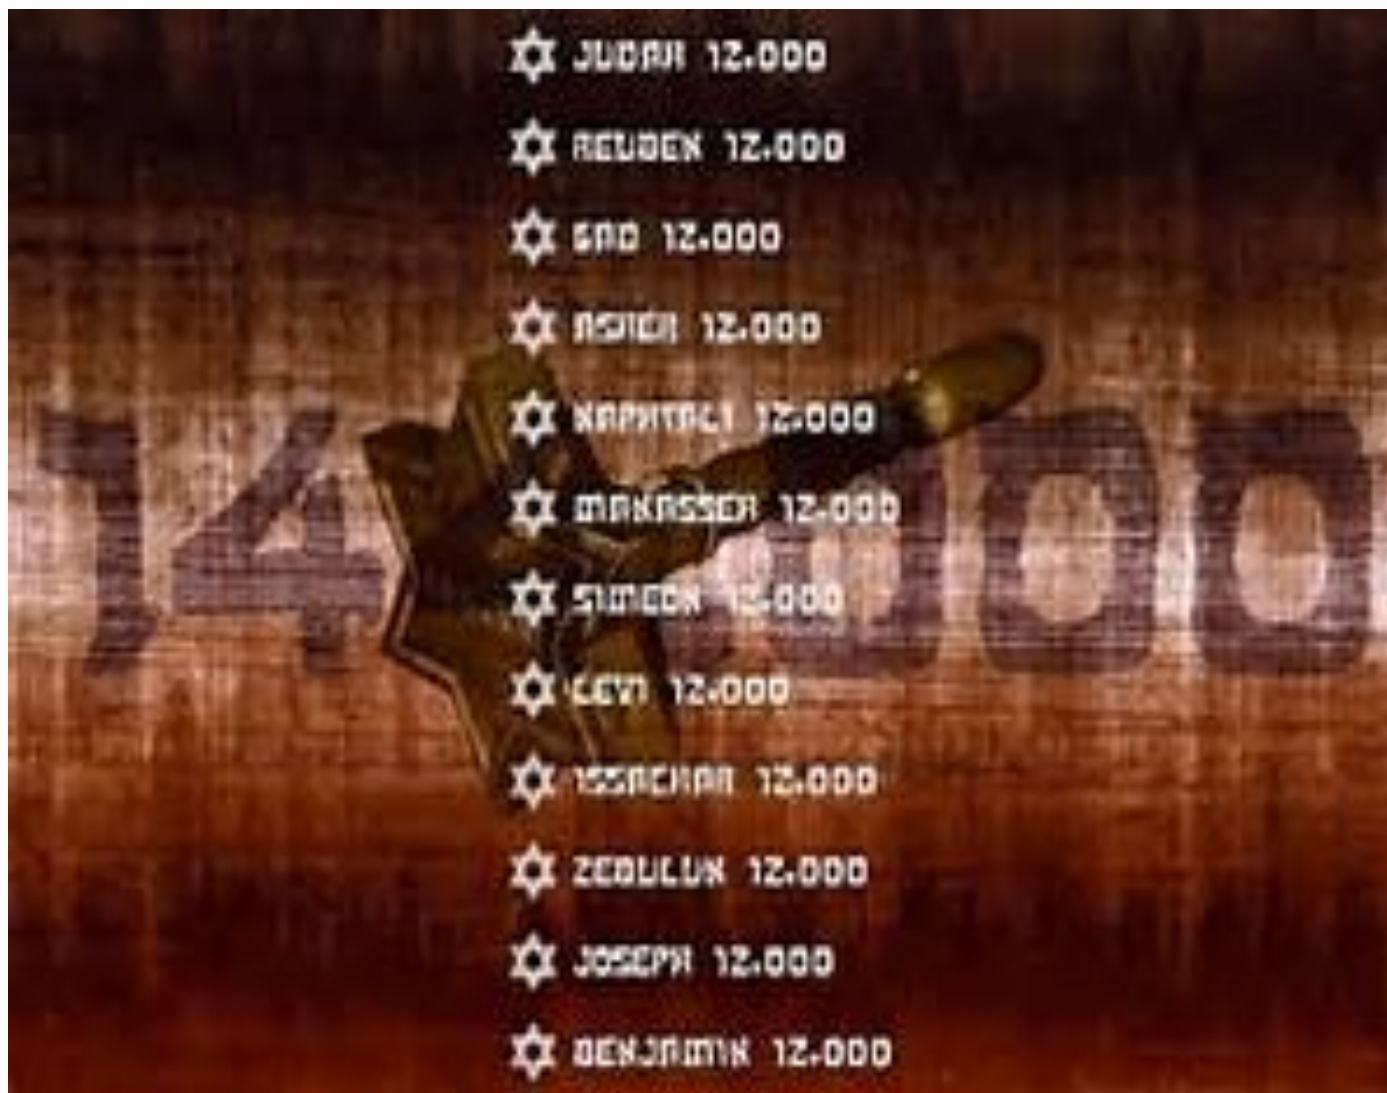 JUDAH 12.000
REUBEN 12.000
GAD 12.000
ASHER 12.000
NAPHTALI 12.000
MANASSEH 12.000
SIMEON 12.000
LEVI 12.000
ISSACHAR 12.000
ZEBULUN 12.000
JOSEPH 12.000
BENJAMIN 12.000